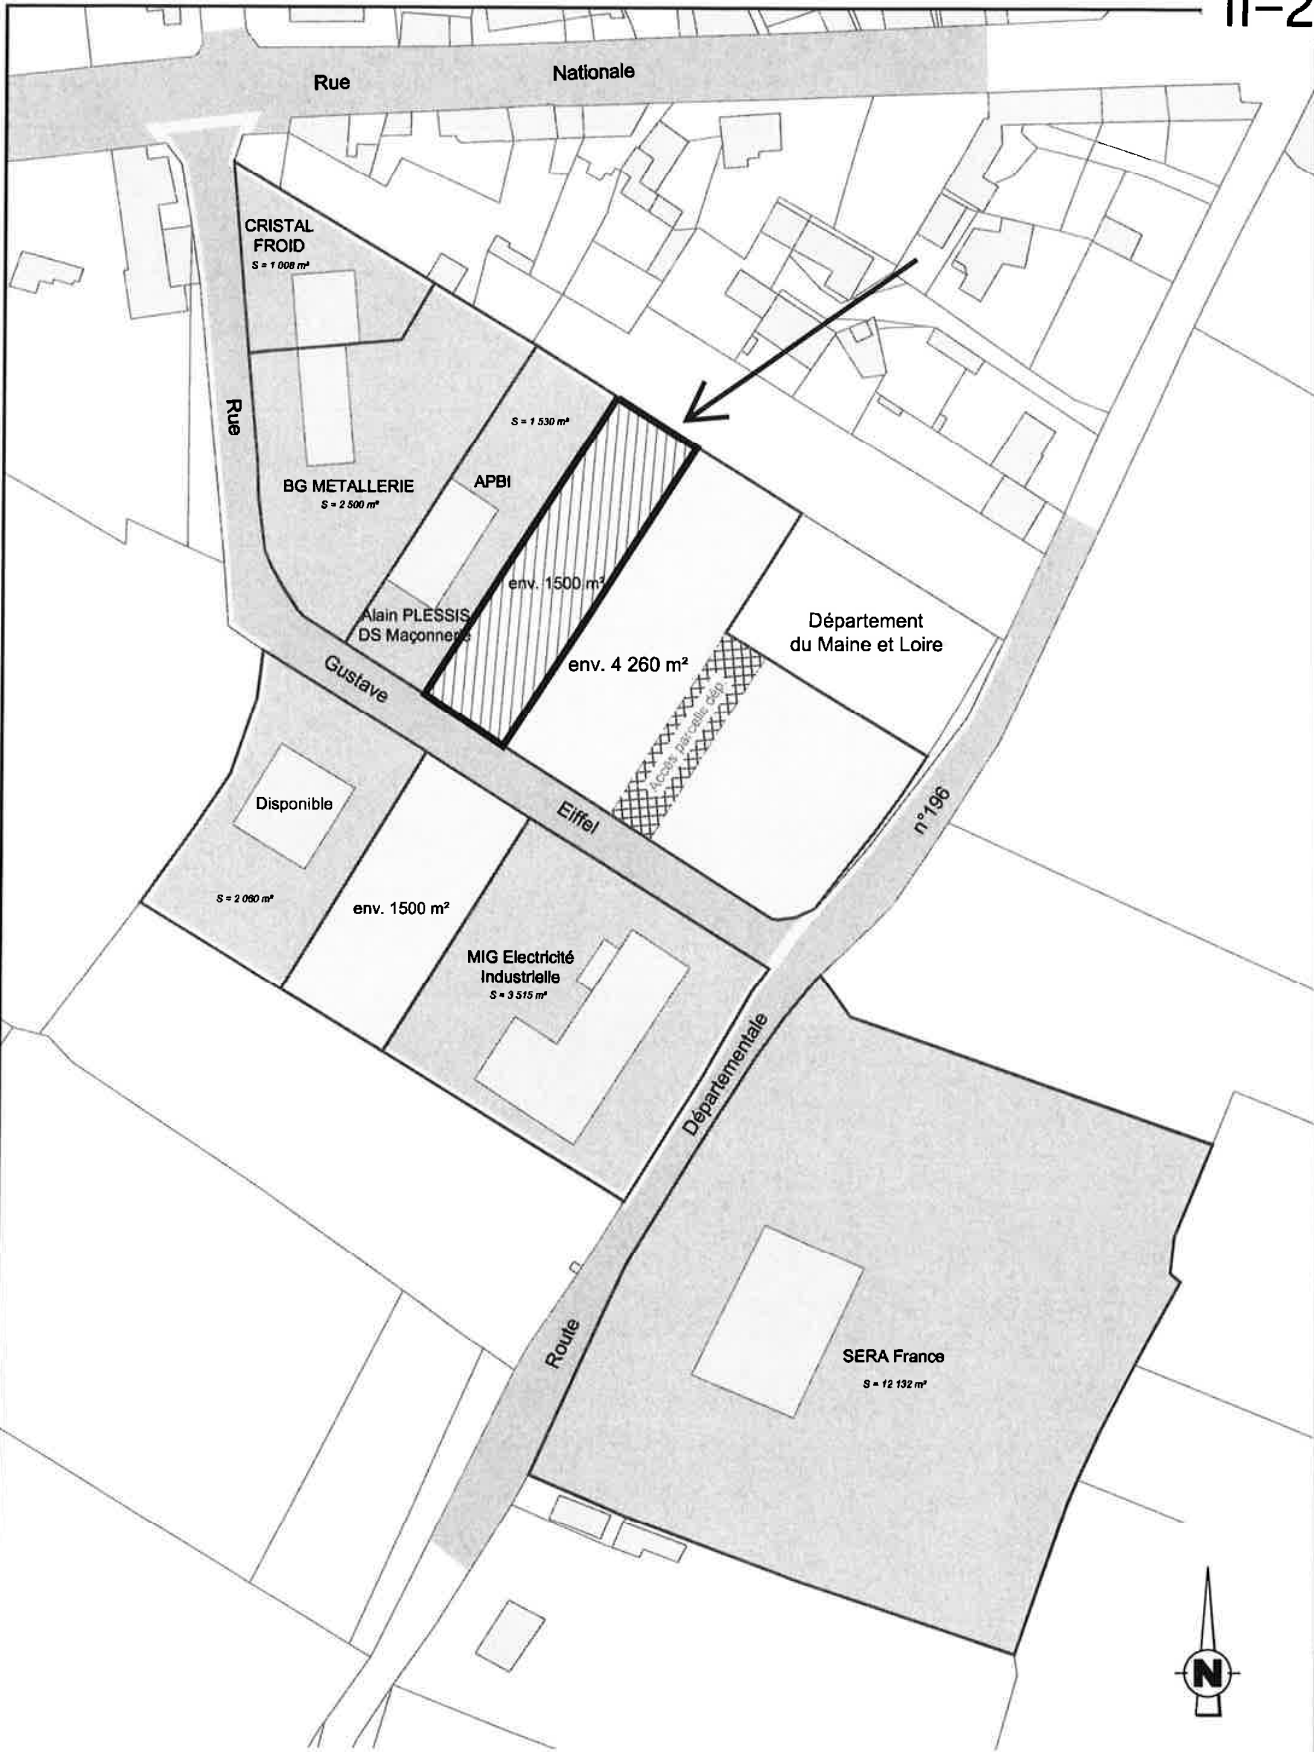 II-2
Rue
Nationale
CRISTAL
FROID
S = 1 008 m²
Rue
S = 1 530 m²
BG METALLERIE
S = 2 500 m²
APBI
env. 1500 m²
Alain PLESSIS
DS Maçonnerie
Département
du Maine et Loire
Gustave
env. 4 260 m²
Accès parcelle dép.
Disponible
Eiffel
n°196
S = 2 060 m²
env. 1500 m²
MIG Electricité
Industrielle
S = 3 515 m²
Départementale
Route
SERA France
S = 12 132 m²
N